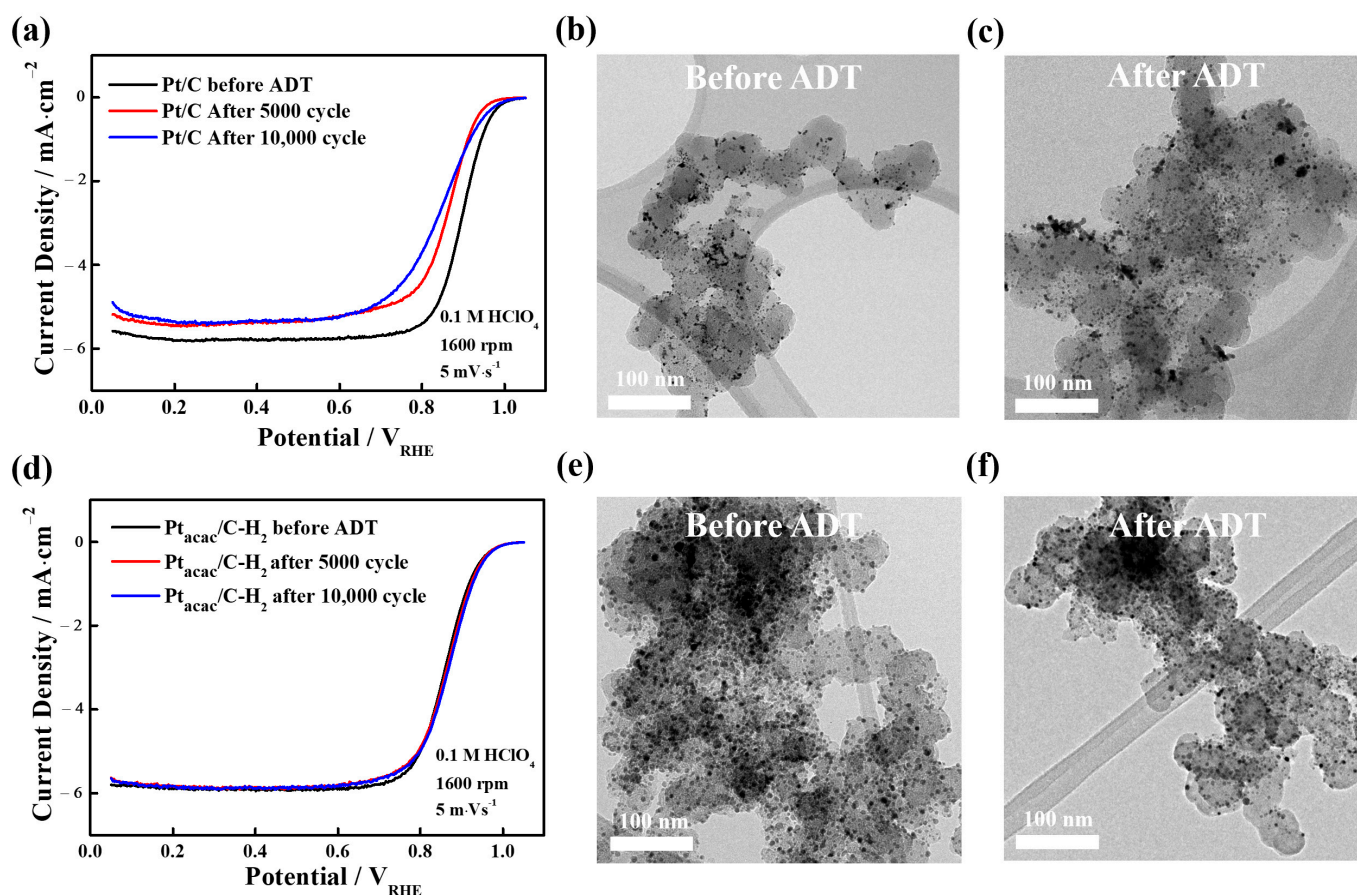 (a)
Pt/C before ADT
Pt/C After 5000 cycle
Pt/C After 10,000 cycle
0
−2
−4
−6
Current Density / mA·cm⁻²
0.1 M HClO₄
1600 rpm
5 mV·s⁻¹
0.0 0.2 0.4 0.6 0.8 1.0
Potential / V_RHE
(b)
Before ADT
100 nm
(c)
After ADT
100 nm
(d)
Pt_acac/C-H₂ before ADT
Pt_acac/C-H₂ after 5000 cycle
Pt_acac/C-H₂ after 10,000 cycle
0
−2
−4
−6
Current Density / mA·cm⁻²
0.1 M HClO₄
1600 rpm
5 m·Vs⁻¹
0.0 0.2 0.4 0.6 0.8 1.0
Potential / V_RHE
(e)
Before ADT
100 nm
(f)
After ADT
100 nm